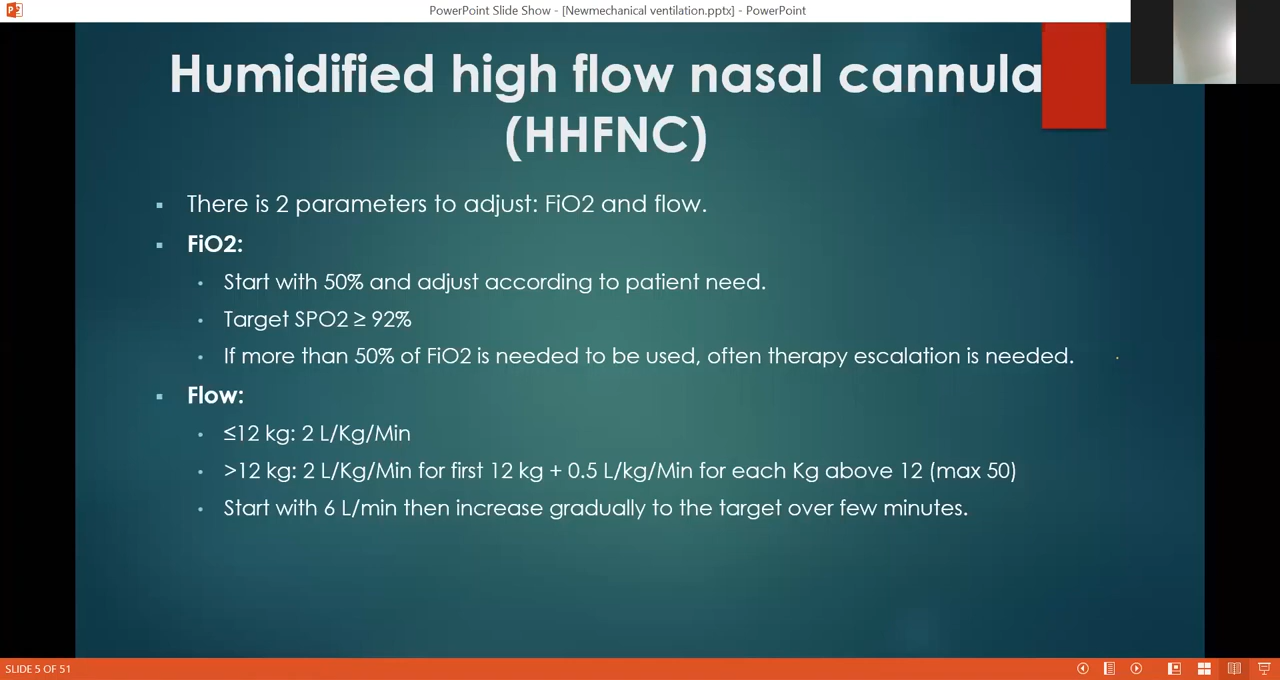 PowerPoint Slide Show - [Newmechanical ventilation.pptx] - PowerPoint
Humidified high flow nasal cannula
(HHFNC)
There is 2 parameters to adjust: FiO2 and flow.
FiO2:
Start with 50% and adjust according to patient need.
Target SPO2 ≥ 92%
If more than 50% of FiO2 is needed to be used, often therapy escalation is needed.
Flow:
≤12 kg: 2 L/Kg/Min
>12 kg: 2 L/Kg/Min for first 12 kg + 0.5 L/kg/Min for each Kg above 12 (max 50)
Start with 6 L/min then increase gradually to the target over few minutes.
SLIDE 5 OF 51